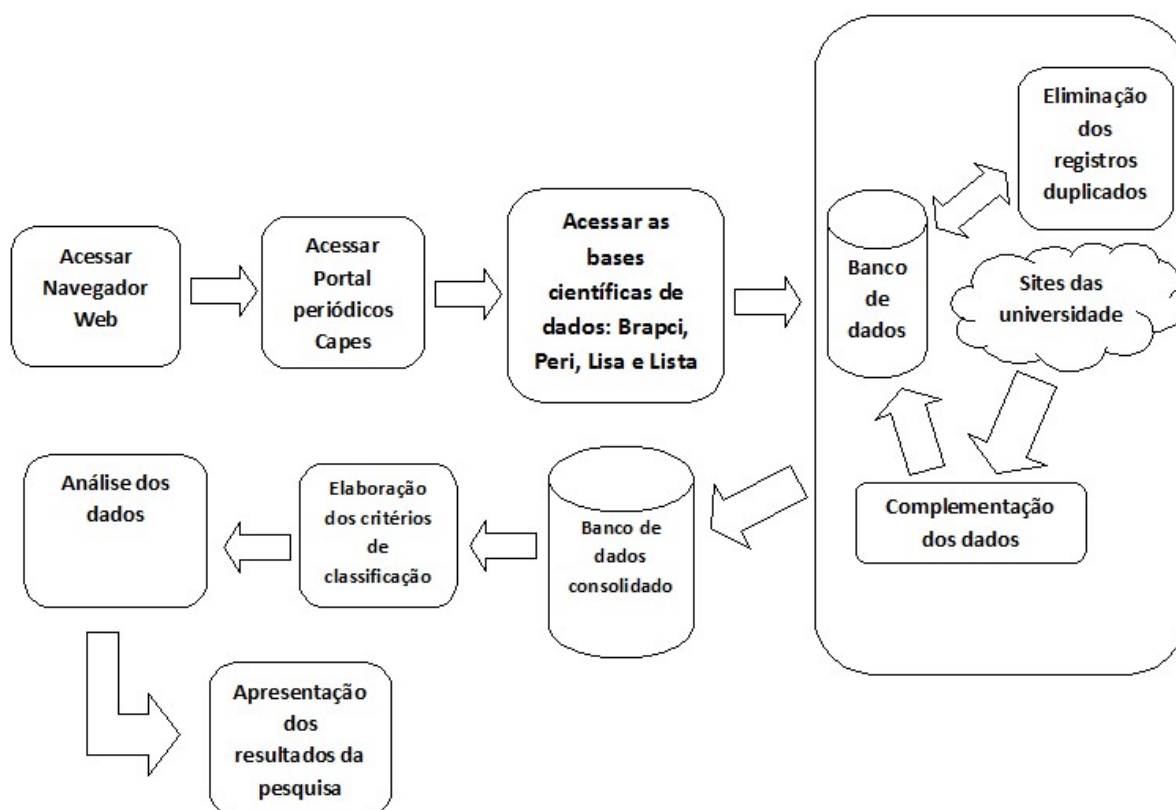 Acessar
Navegador
Web
Acessar
Portal
periódicos
Capes
Acessar as
bases
científicas de
dados: Brapci,
Peri, Lisa e Lista
Banco
de
dados
Eliminação
dos
registros
duplicados
Sites das
universidade
Complementação
dos dados
Banco de
dados
consolidado
Elaboração
dos critérios
de
classificação
Análise dos
dados
Apresentação
dos
resultados da
pesquisa